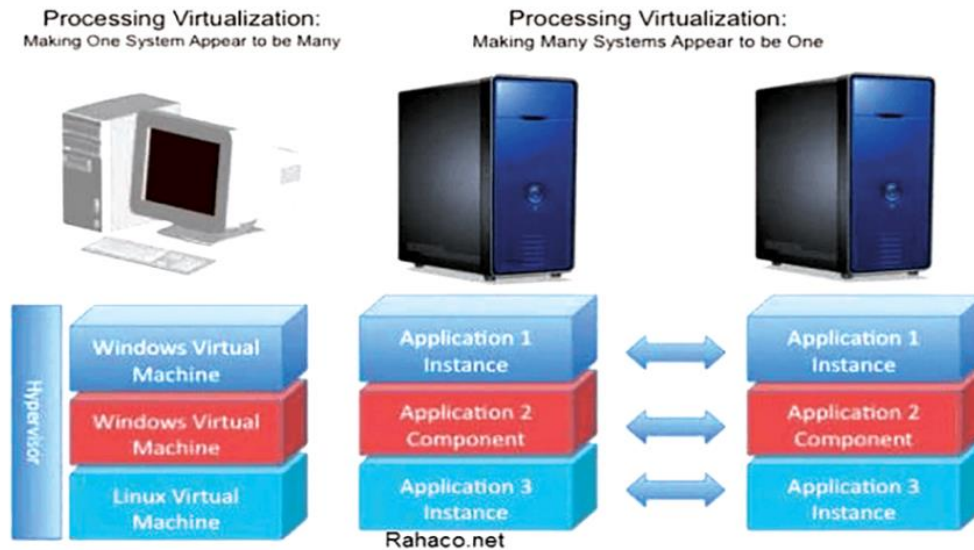 Processing Virtualization:
Making One System Appear to be Many
Processing Virtualization:
Making Many Systems Appear to be One
Hypervisor
Windows Virtual
Machine
Windows Virtual
Machine
Linux Virtual
Machine
Application 1
Instance
Application 2
Component
Application 3
Instance
Application 1
Instance
Application 2
Component
Application 3
Instance
Rahaco.net